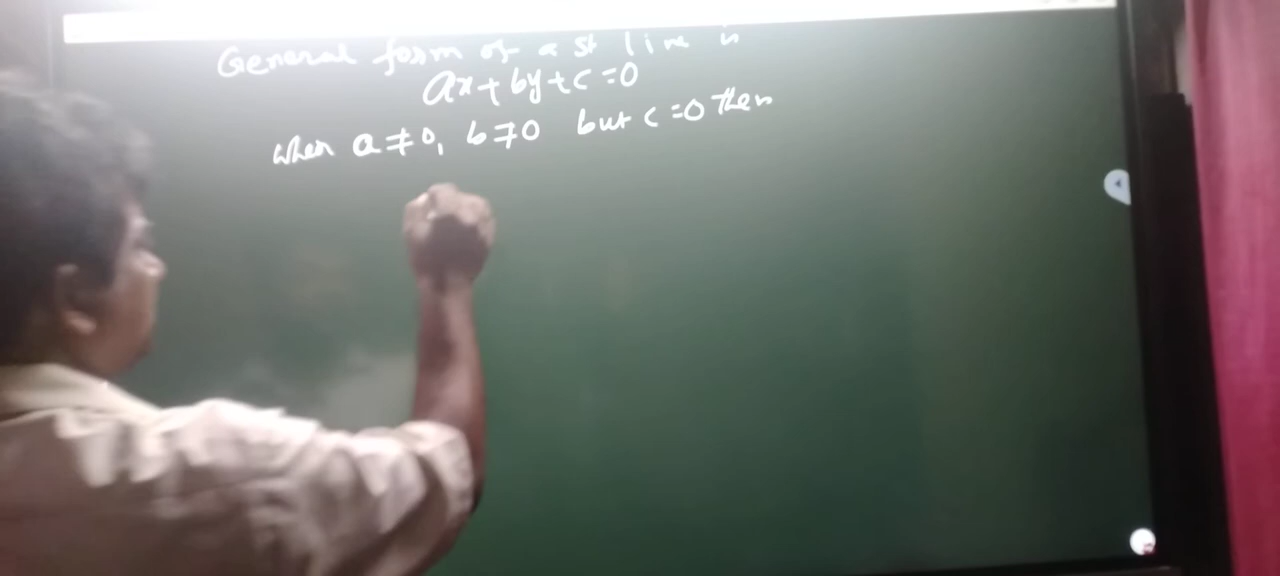 General form of a st line is
ax+by+c=0
when a≠0, b≠0 but c=0 then